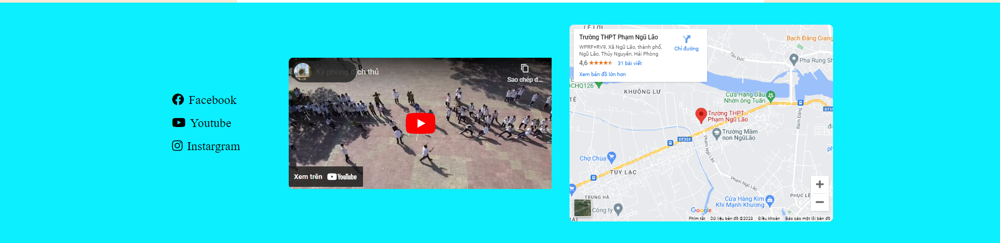 Facebook
Youtube
Instargram
Kỳ phùng địch thủ
Sao chép đ...
Xem trên YouTube
LÊ LỢI
Trường THPT Phạm Ngũ Lão
WPRF+RV9, Xã Ngũ Lão, thành phố,
Ngũ Lão, Thủy Nguyên, Hải Phòng
4,6
31 bài viết
Xem bản đồ lớn hơn
Chỉ đường
Bạch Đằng Giang
Tân Dức
Pha Rung Sh
OCHQ126
TÊ
KHUÔNG LƯ
Cửa Hàng Dầu
Nhờn ông Tuấn
Bạch Đằng
DT35
Trường THPT
Phạm Ngũ Lão
Trường Mầm
non NgũLão
DT359
Phạm Ngũ Lão
Chợ Chùa
TUY LẠC
Phạm Ngũ Lão
TRUNG HÀ
Công ty
PHỤC LÊ
Cửa Hàng Kim
Khí Mạnh Khương
Google
Phím tắt
Dữ liệu bản đồ ©2023
Điều khoản
Báo cáo một lỗi bản đồ